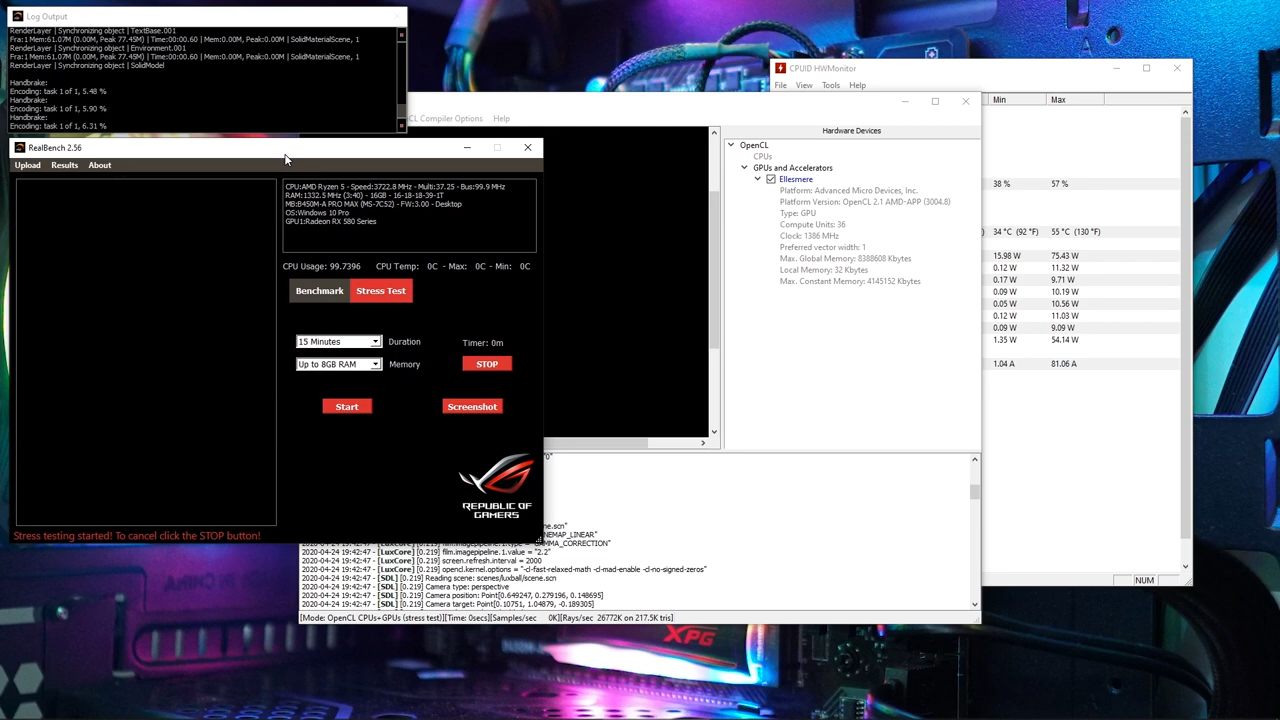 Log Output
RenderLayer | Synchronizing object | TextBase.001
Fra:1 Mem:61.07M (0.00M, Peak 77.45M) | Time:00:00.60 | Mem:0.00M, Peak:0.00M | SolidMaterialScene, 1
RenderLayer | Synchronizing object | Environment.001
Fra:1 Mem:61.07M (0.00M, Peak 77.45M) | Time:00:00.60 | Mem:0.00M, Peak:0.00M | SolidMaterialScene, 1
RenderLayer | Synchronizing object | SolidModel
Handbrake:
Encoding: task 1 of 1, 5.48 %
Handbrake:
Encoding: task 1 of 1, 5.90 %
Handbrake:
Encoding: task 1 of 1, 6.31 %
RealBench 2.56
Upload Results About
CPU:AMD Ryzen 5 - Speed:3722.8 MHz - Multi:37.25 - Bus:99.9 MHz
RAM:1332.5 MHz (3:40) - 16GB - 16-18-18-39-1T
MB:B450M-A PRO MAX (MS-7C52) - FW:3.00 - Desktop
OS:Windows 10 Pro
GPU1:Radeon RX 580 Series
CPU Usage: 99.7396 CPU Temp: 0C - Max: 0C - Min: 0C
Benchmark Stress Test
15 Minutes Duration Timer: 0m
Up to 8GB RAM Memory STOP
Start Screenshot
REPUBLIC OF
GAMERS
Stress testing started! To cancel click the STOP button!
CL Compiler Options Help
Hardware Devices
OpenCL
CPUs
GPUs and Accelerators
Ellesmere
Platform: Advanced Micro Devices, Inc.
Platform Version: OpenCL 2.1 AMD-APP (3004.8)
Type: GPU
Compute Units: 36
Clock: 1386 MHz
Preferred vector width: 1
Max. Global Memory: 8388608 Kbytes
Local Memory: 32 Kbytes
Max. Constant Memory: 4145152 Kbytes
"0"
ene.scn"
NEMAP_LINEAR"
GAMMA_CORRECTION"
2020-04-24 19:42:47 - [LuxCore] [0.219] film.imagepipeline.1.value = "2.2"
2020-04-24 19:42:47 - [LuxCore] [0.219] screen.refresh.interval = 2000
2020-04-24 19:42:47 - [LuxCore] [0.219] opencl.kernel.options = "-cl-fast-relaxed-math -cl-mad-enable -cl-no-signed-zeros"
2020-04-24 19:42:47 - [SDL] [0.219] Reading scene: scenes/luxball/scene.scn
2020-04-24 19:42:47 - [SDL] [0.219] Camera type: perspective
2020-04-24 19:42:47 - [SDL] [0.219] Camera position: Point[0.649247, 0.279196, 0.148695]
2020-04-24 19:42:47 - [SDL] [0.219] Camera target: Point[0.10751, 1.04879, -0.189305]
[Mode: OpenCL CPUs+GPUs (stress test)][Time: 0secs][Samples/sec 0K][Rays/sec 26772K on 217.5K tris]
CPUID HWMonitor
File View Tools Help
Min Max
38 % 57 %
34 °C (92 °F) 55 °C (130 °F)
15.98 W 75.43 W
0.12 W 11.32 W
0.17 W 9.71 W
0.09 W 10.19 W
0.05 W 10.56 W
0.12 W 11.03 W
0.09 W 9.09 W
1.35 W 54.14 W
1.04 A 81.06 A
NUM
XPG